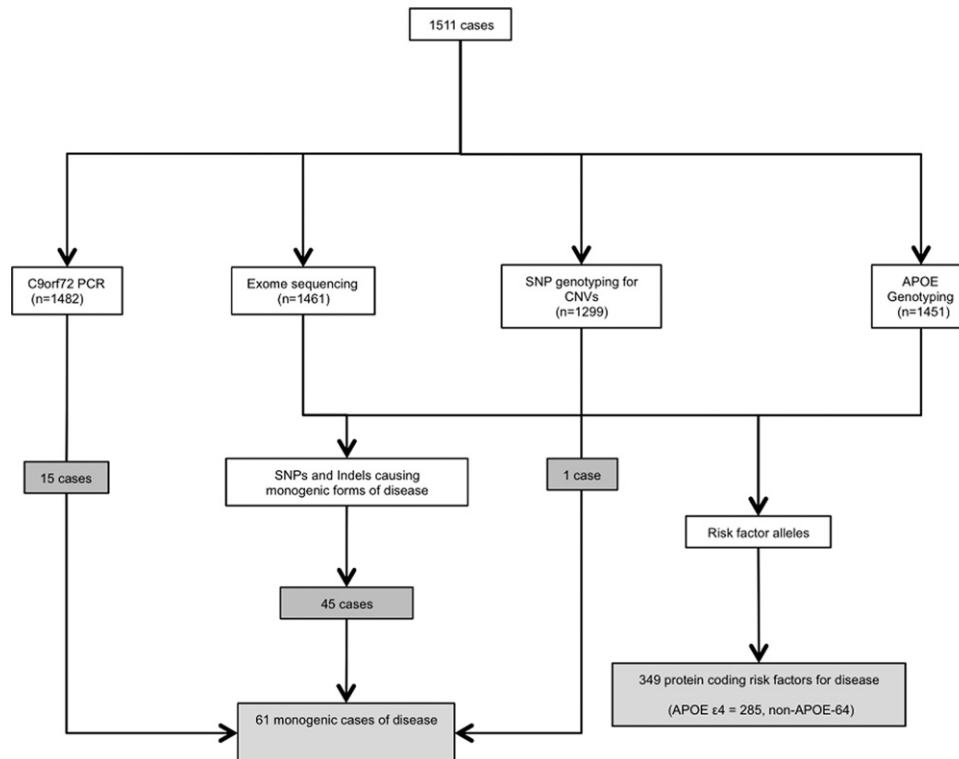 1511 cases
C9orf72 PCR
(n=1482)
Exome sequencing
(n=1461)
SNP genotyping for
CNVs
(n=1299)
APOE
Genotyping
(n=1451)
15 cases
SNPs and Indels causing
monogenic forms of disease
1 case
Risk factor alleles
45 cases
349 protein coding risk factors for disease
(APOE ε4 = 285, non-APOE-64)
61 monogenic cases of disease